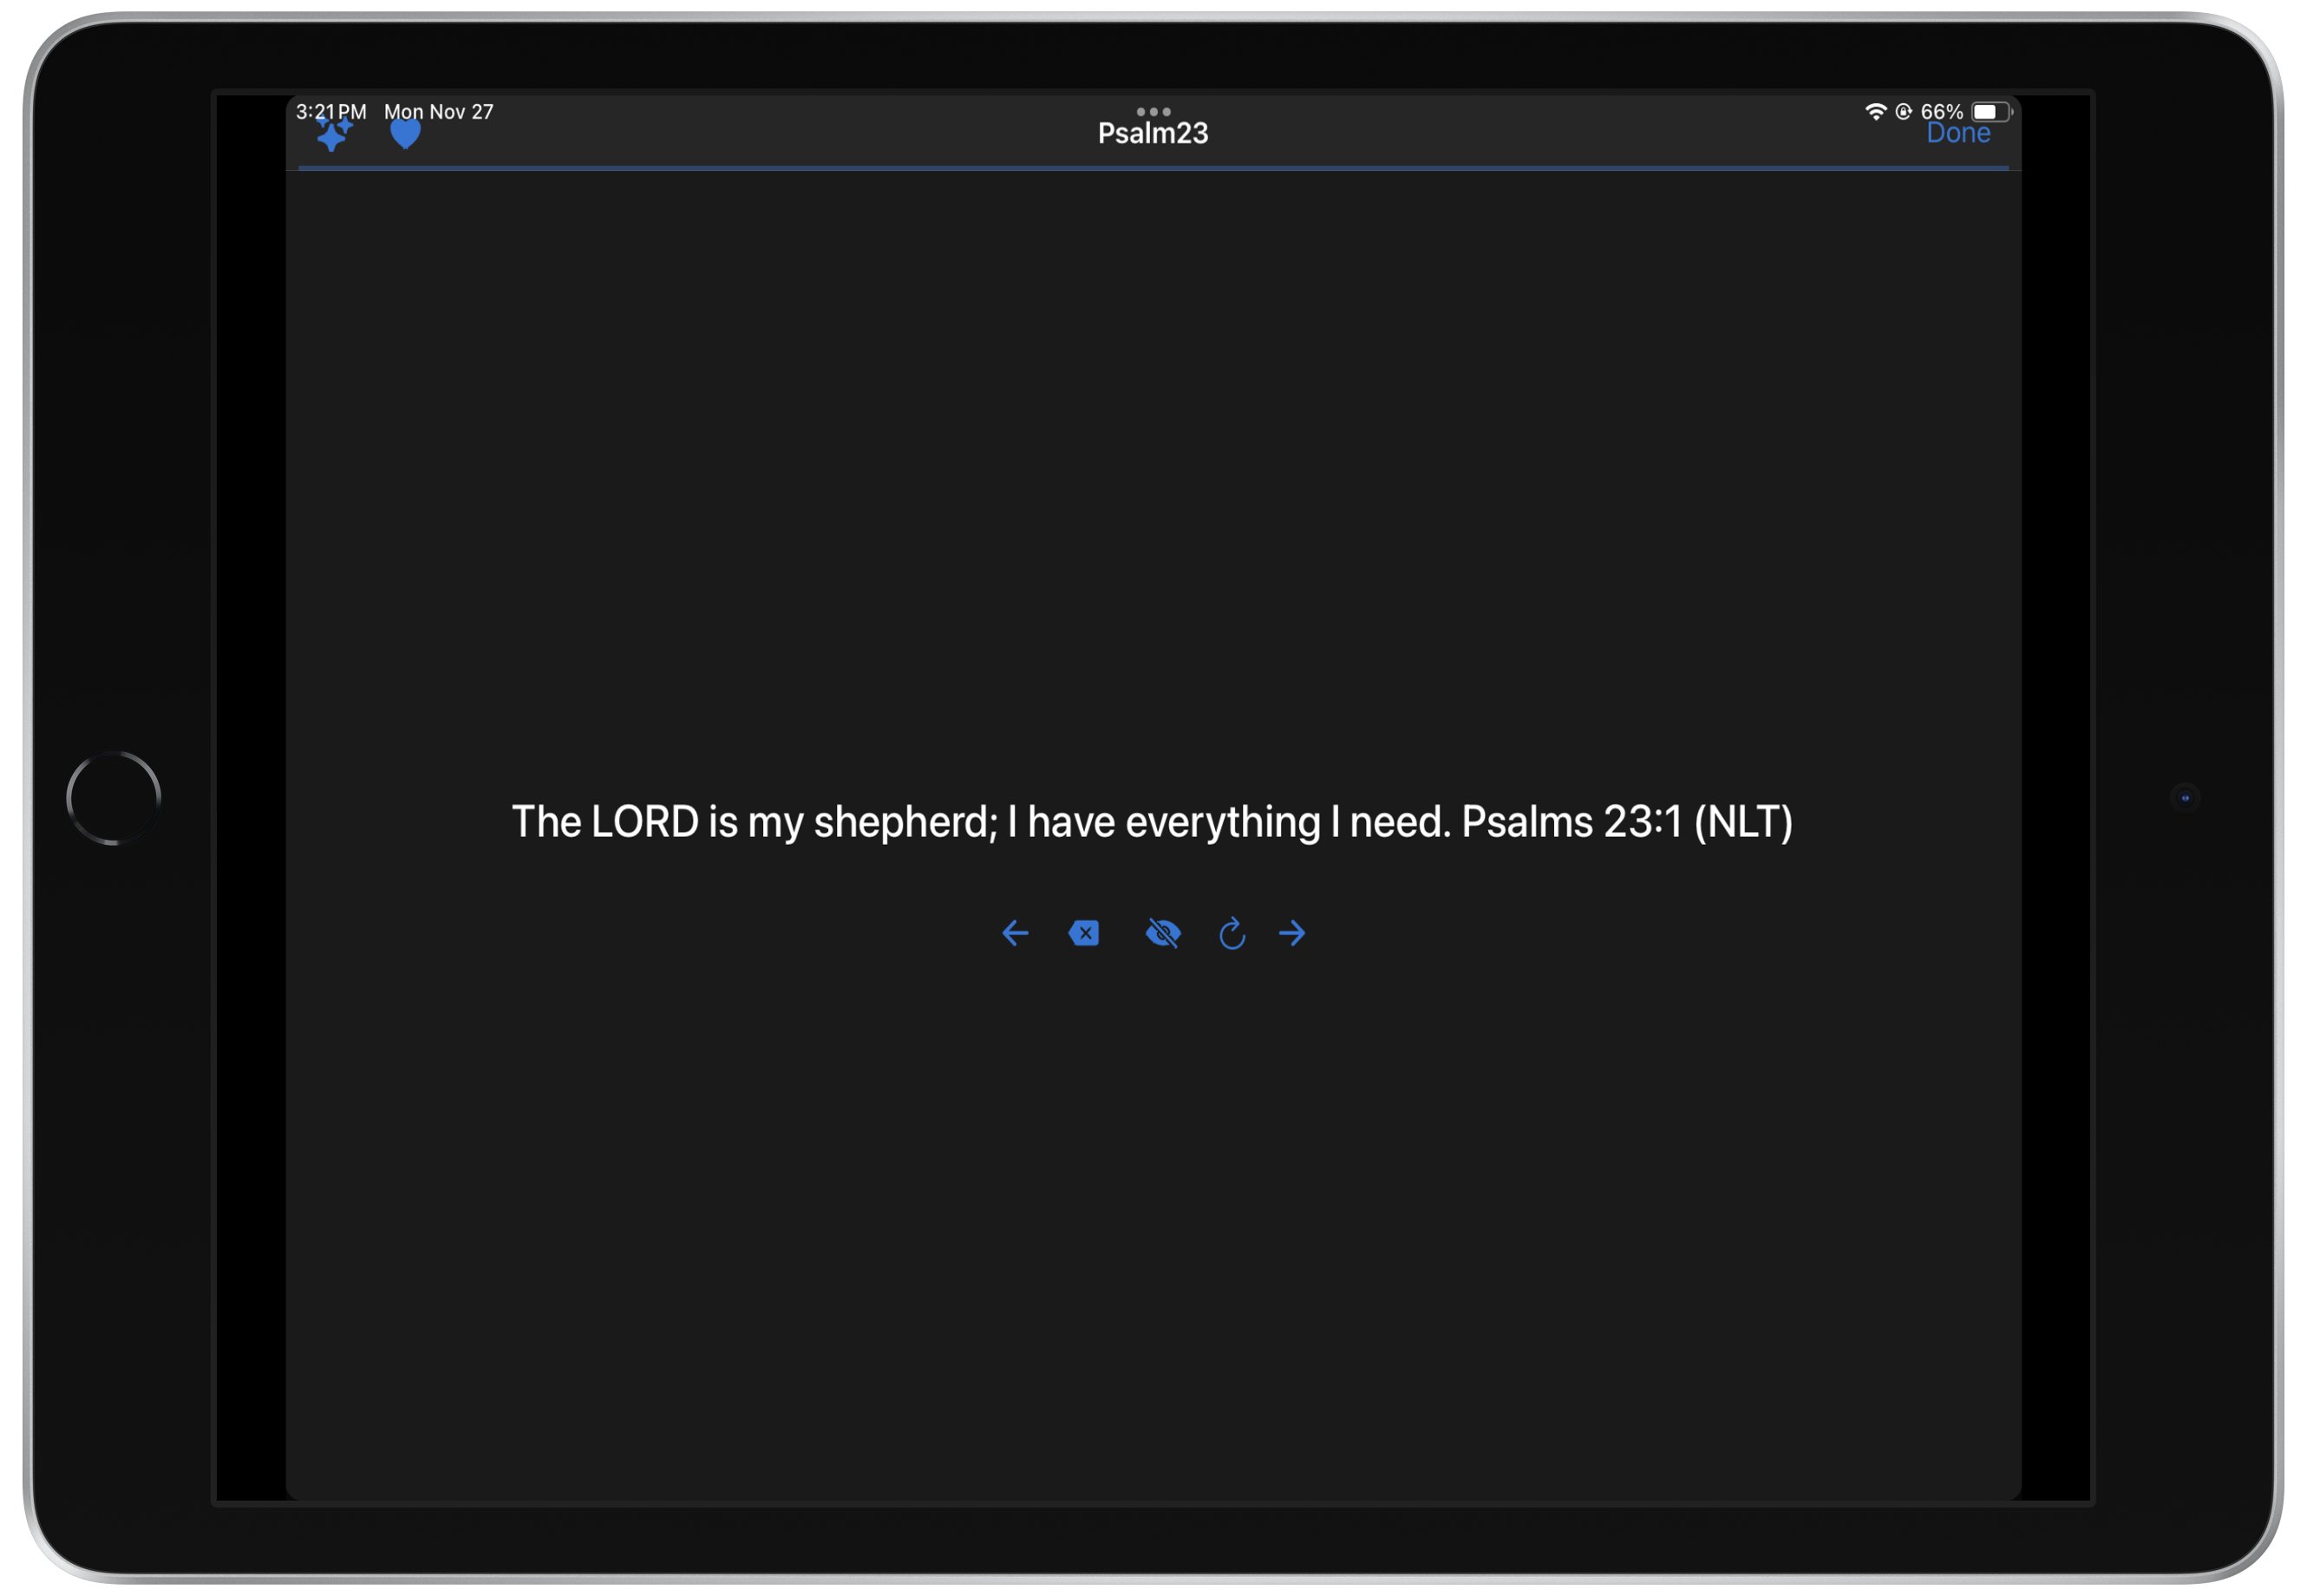 3:21 PM Mon Nov 27
66%
Psalm23
Done
The LORD is my shepherd; I have everything I need. Psalms 23:1 (NLT)